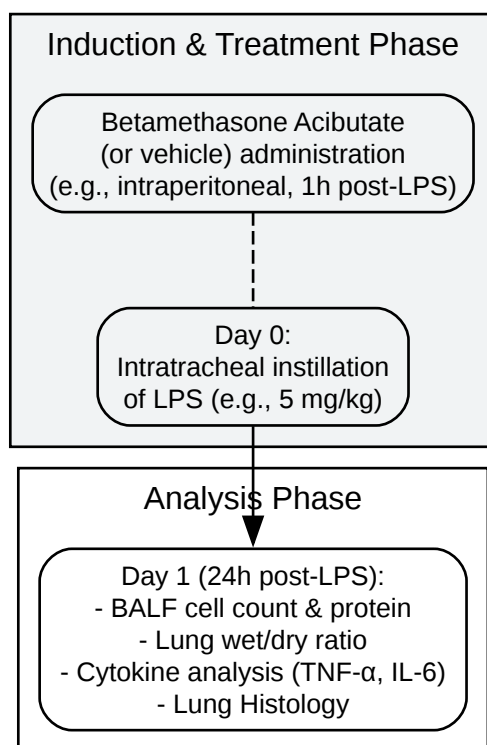 Induction & Treatment Phase
Betamethasone Acibutate
(or vehicle) administration
(e.g., intraperitoneal, 1h post-LPS)
Day 0:
Intratracheal instillation
of LPS (e.g., 5 mg/kg)
Analysis Phase
Day 1 (24h post-LPS):
- BALF cell count & protein
- Lung wet/dry ratio
- Cytokine analysis (TNF-α, IL-6)
- Lung Histology